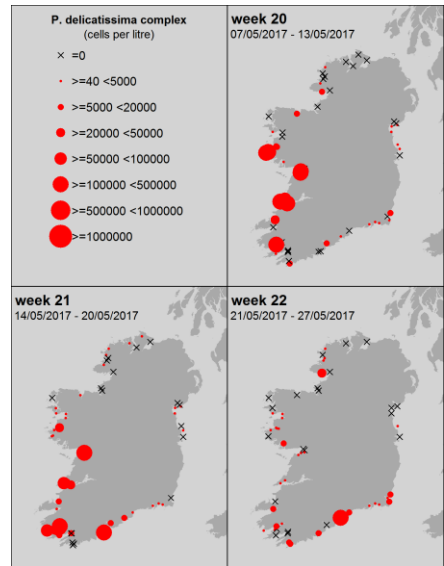 P. delicatissima complex
(cells per litre)
=0
>=40 <5000
>=5000 <20000
>=20000 <50000
>=50000 <100000
>=100000 <500000
>=500000 <1000000
>=1000000
week 20
07/05/2017 - 13/05/2017
week 21
14/05/2017 - 20/05/2017
week 22
21/05/2017 - 27/05/2017